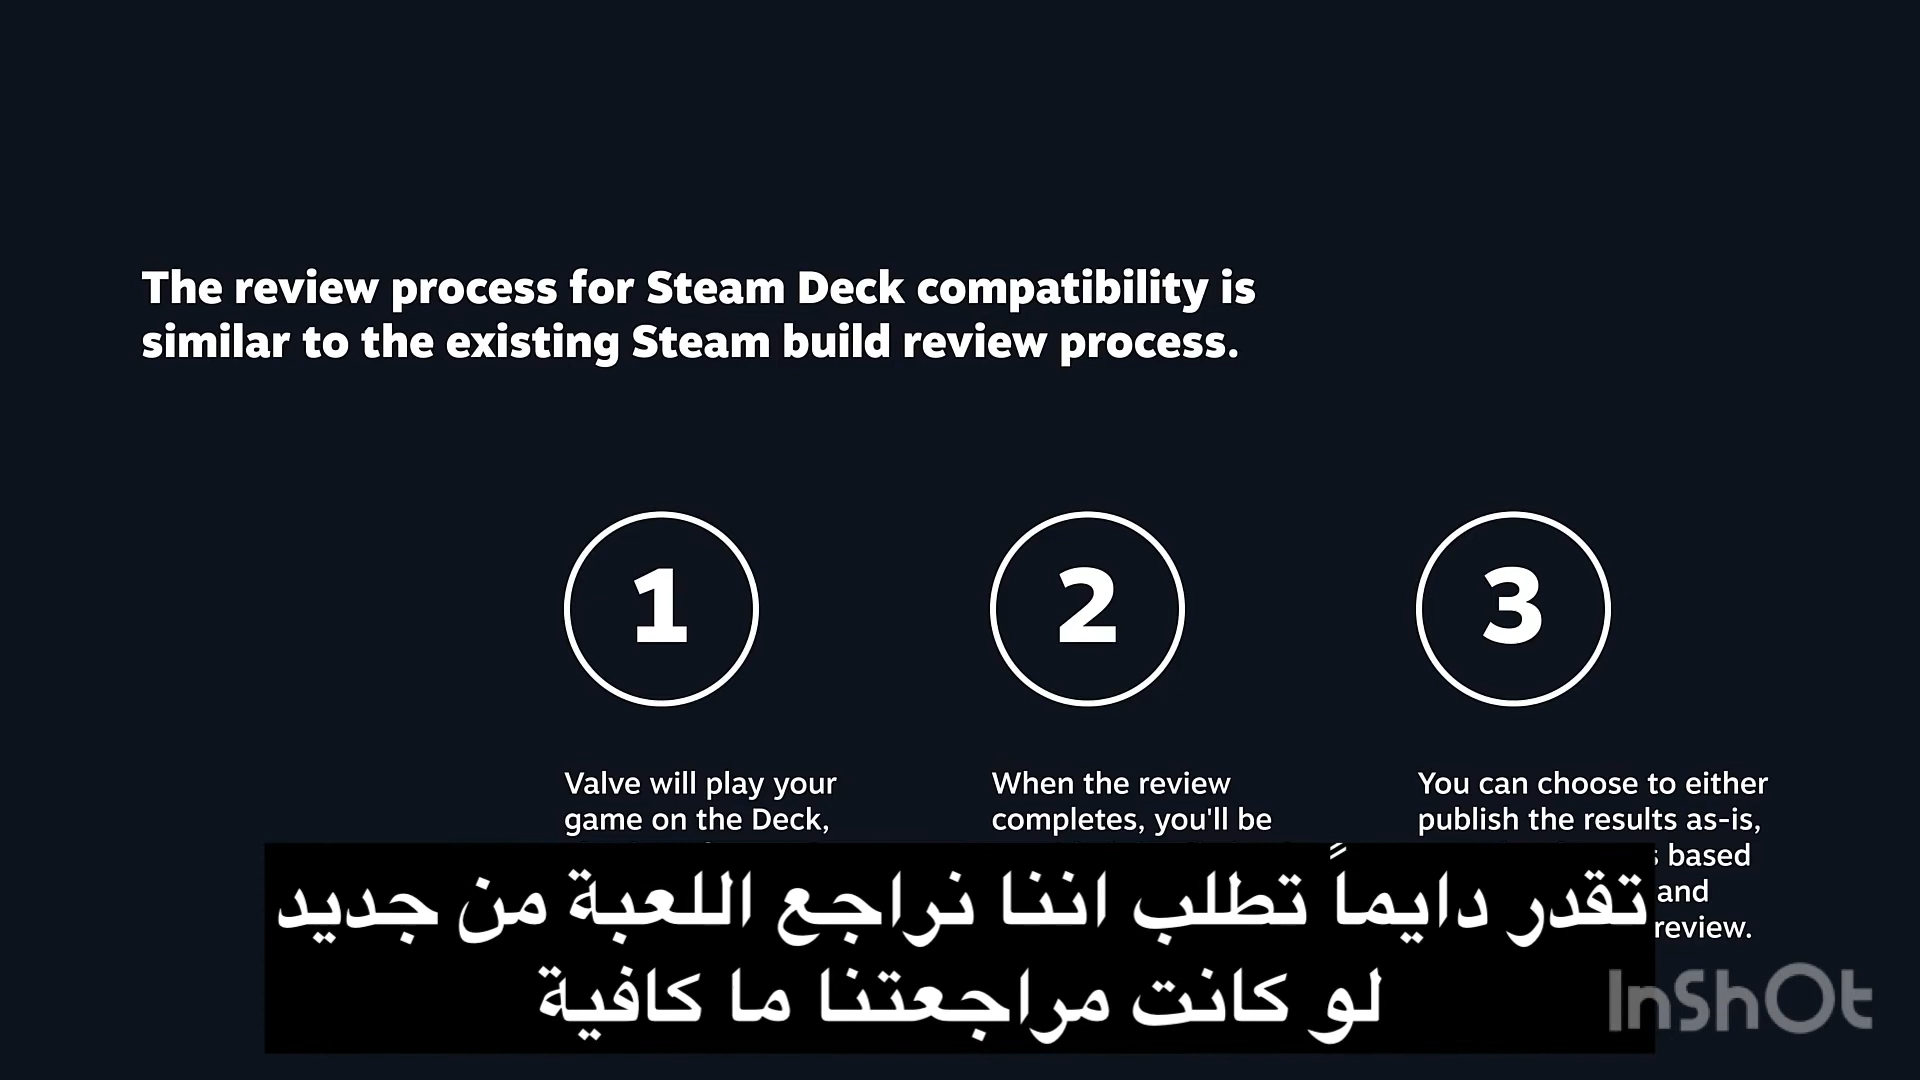 The review process for Steam Deck compatibility is
similar to the existing Steam build review process.
1
Valve will play your
game on the Deck,
2
When the review
completes, you'll be
3
You can choose to either
publish the results as-is,
based
and
review.
تقدر دايماً تطلب اننا نراجع اللعبة من جديد
لو كانت مراجعتنا ما كافية
InShOt